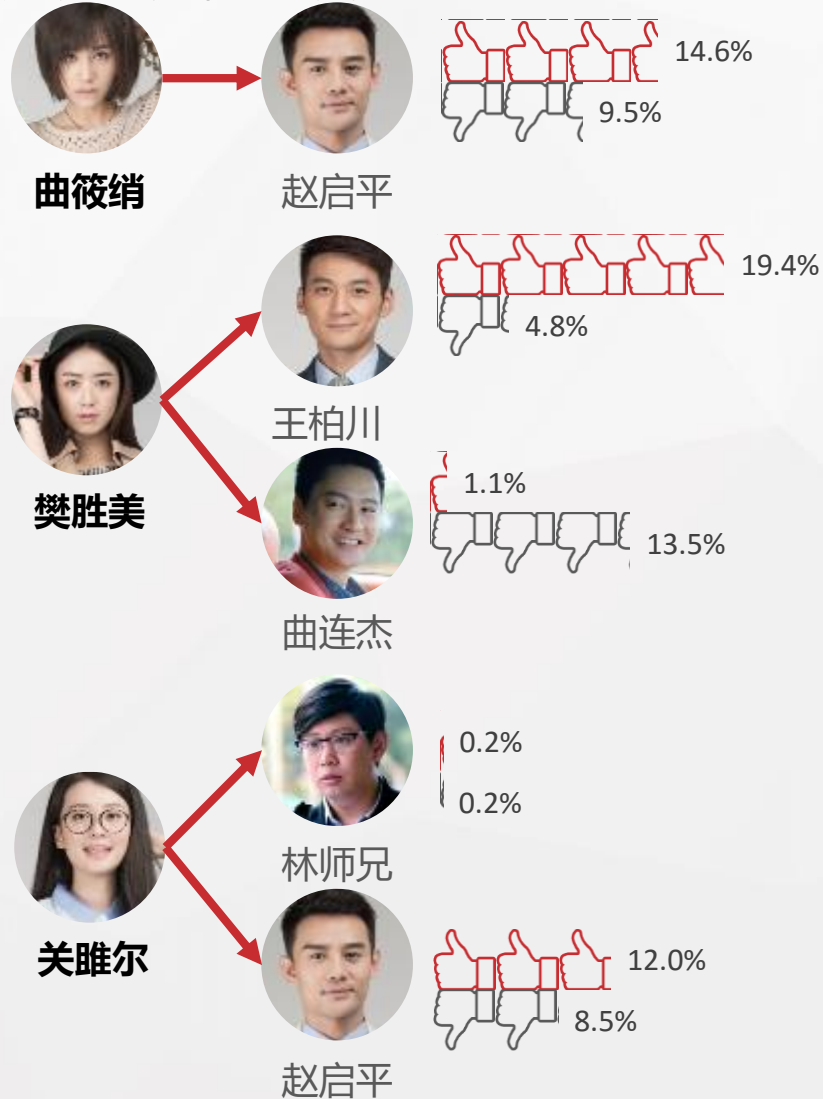 14.6%
9.5%
曲筱绡
赵启平
19.4%
4.8%
王柏川
1.1%
樊胜美
13.5%
曲连杰
0.2%
0.2%
林师兄
关雎尔
12.0%
8.5%
赵启平